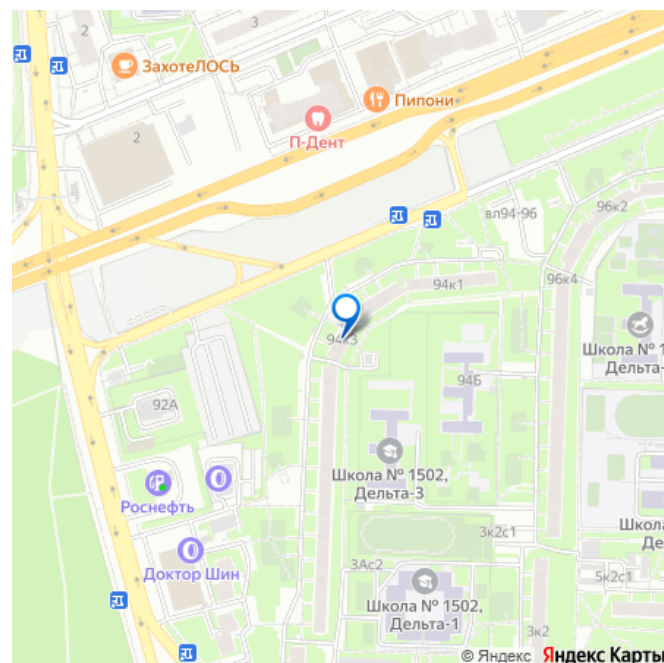 3
2
ЗахотеЛОСЬ
Пипони
П-Дент
2
вл94-96
96к2
94к1
96к4
94к3
Школа № 1
Дельта-
94Б
92А
Школа № 1502,
Дельта-3
Роснефть
3к2с1
Школа
Де
Доктор Шин
3Ас2
5к2с1
Школа № 1502,
Дельта-1
3к2
© Яндекс Яндекс Карты